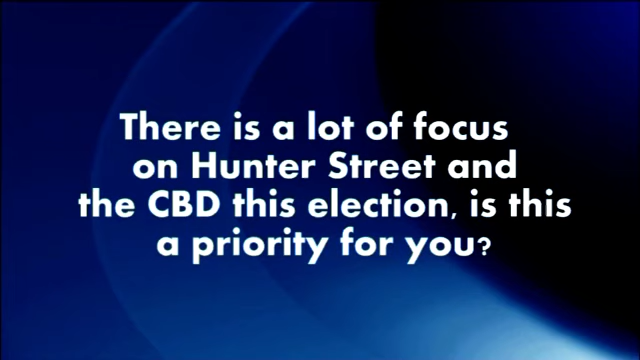 There is a lot of focus
on Hunter Street and
the CBD this election, is this
a priority for you?